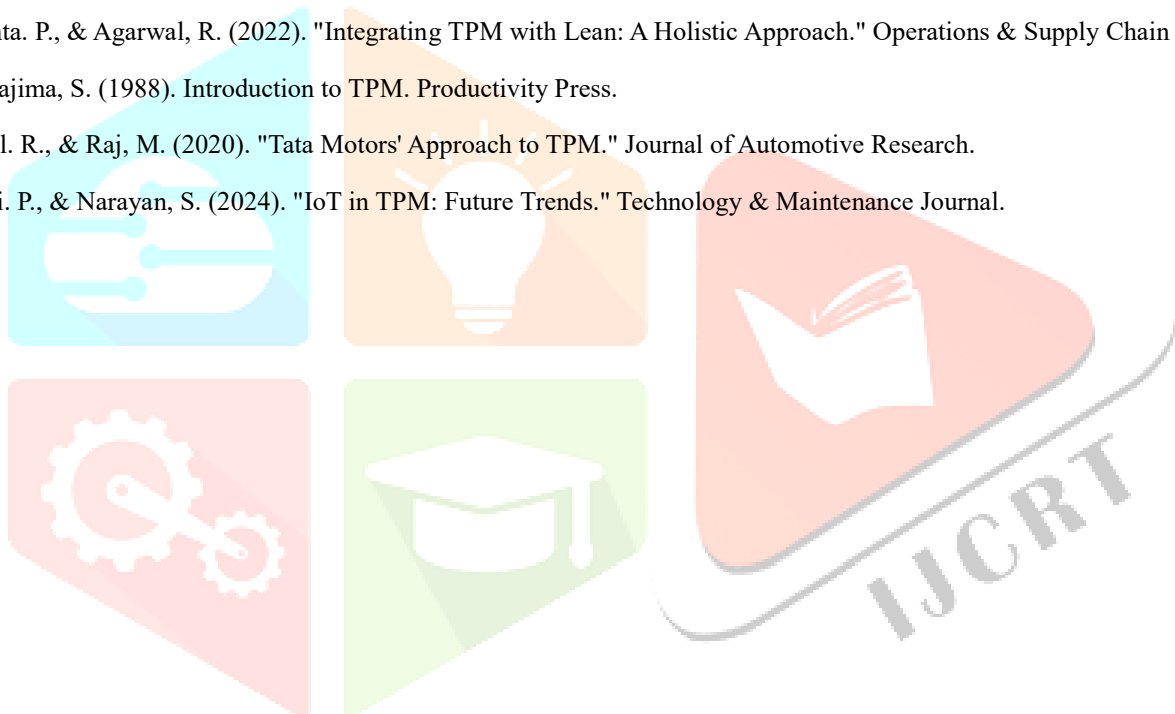 nta. P., & Agarwal, R. (2022). "Integrating TPM with Lean: A Holistic Approach." Operations & Supply Chain
ajima, S. (1988). Introduction to TPM. Productivity Press.
l. R., & Raj, M. (2020). "Tata Motors' Approach to TPM." Journal of Automotive Research.
i. P., & Narayan, S. (2024). "IoT in TPM: Future Trends." Technology & Maintenance Journal.
IJCRT